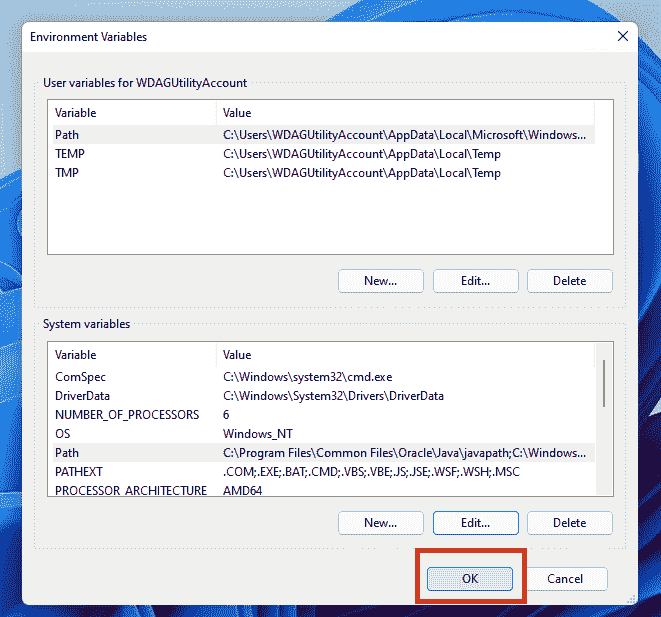 Environment Variables
User variables for WDAGUtilityAccount
Variable Value
Path C:\Users\WDAGUtilityAccount\AppData\Local\Microsoft\Windows...
TEMP C:\Users\WDAGUtilityAccount\AppData\Local\Temp
TMP C:\Users\WDAGUtilityAccount\AppData\Local\Temp
New... Edit... Delete
System variables
Variable Value
ComSpec C:\Windows\system32\cmd.exe
DriverData C:\Windows\System32\Drivers\DriverData
NUMBER_OF_PROCESSORS 6
OS Windows_NT
Path C:\Program Files\Common Files\Oracle\Java\javapath;C:\Windows...
PATHEXT .COM;.EXE;.BAT;.CMD;.VBS;.VBE;.JS;.JSE;.WSF;.WSH;.MSC
PROCESSOR_ARCHITECTURE AMD64
New... Edit... Delete
OK Cancel